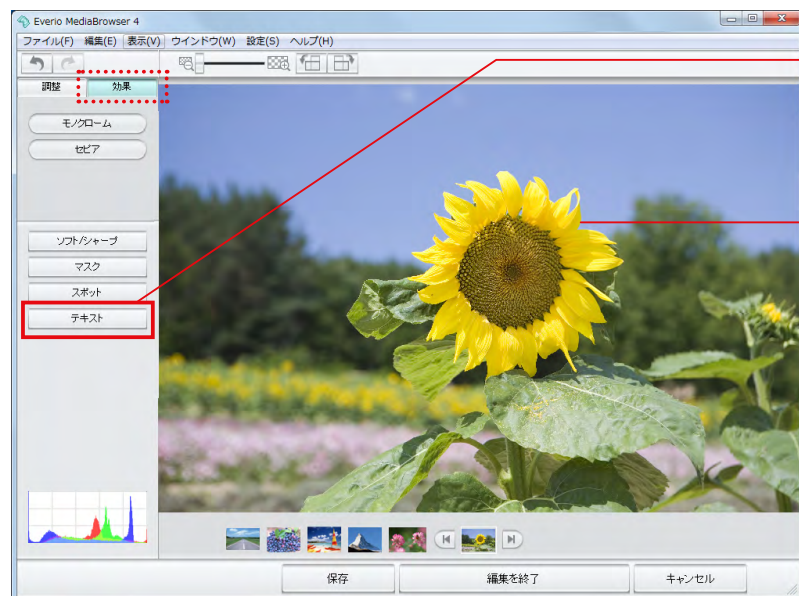 Everio MediaBrowser 4
ファイル(F) 編集(E) 表示(V) ウインドウ(W) 設定(S) ヘルプ(H)
調整 効果
モノクローム
セピア
ソフト/シャープ
マスク
スポット
テキスト
保存 編集を終了 キャンセル